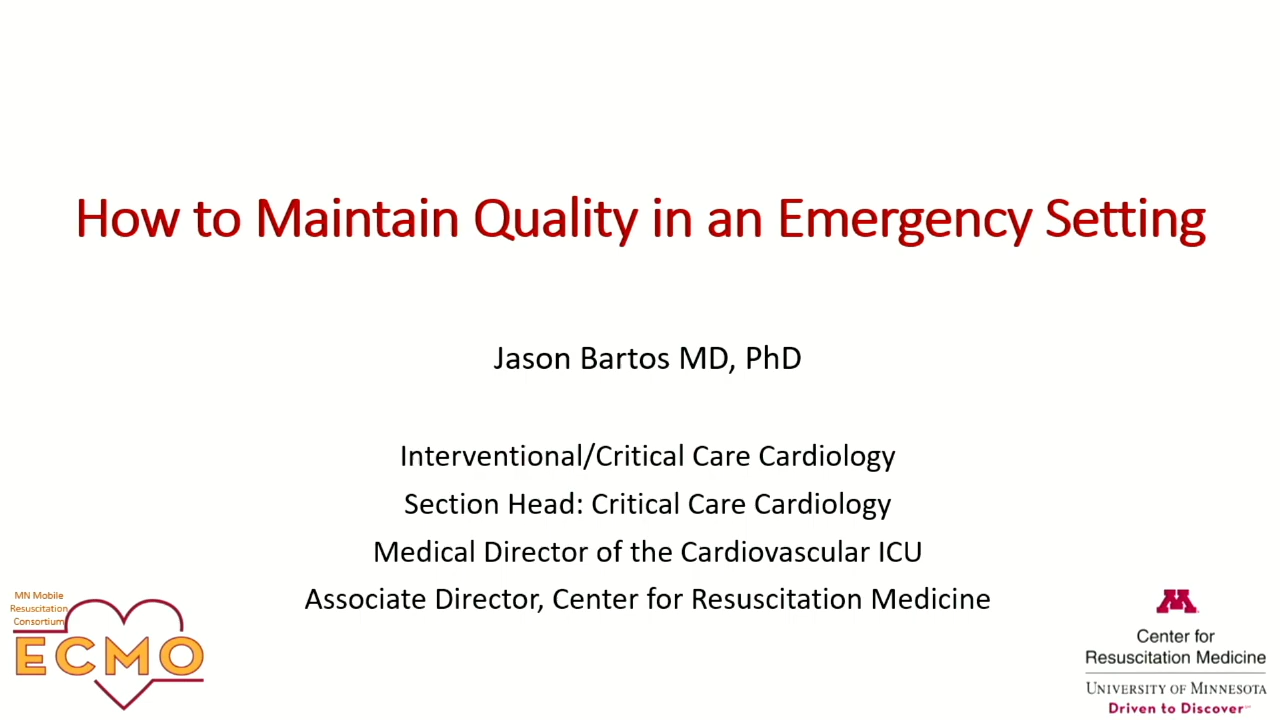 How to Maintain Quality in an Emergency Setting
Jason Bartos MD, PhD
Interventional/Critical Care Cardiology
Section Head: Critical Care Cardiology
Medical Director of the Cardiovascular ICU
Associate Director, Center for Resuscitation Medicine
MN Mobile
Resuscitation
Consortium
ECMO
M
Center for
Resuscitation Medicine
UNIVERSITY OF MINNESOTA
Driven to Discover